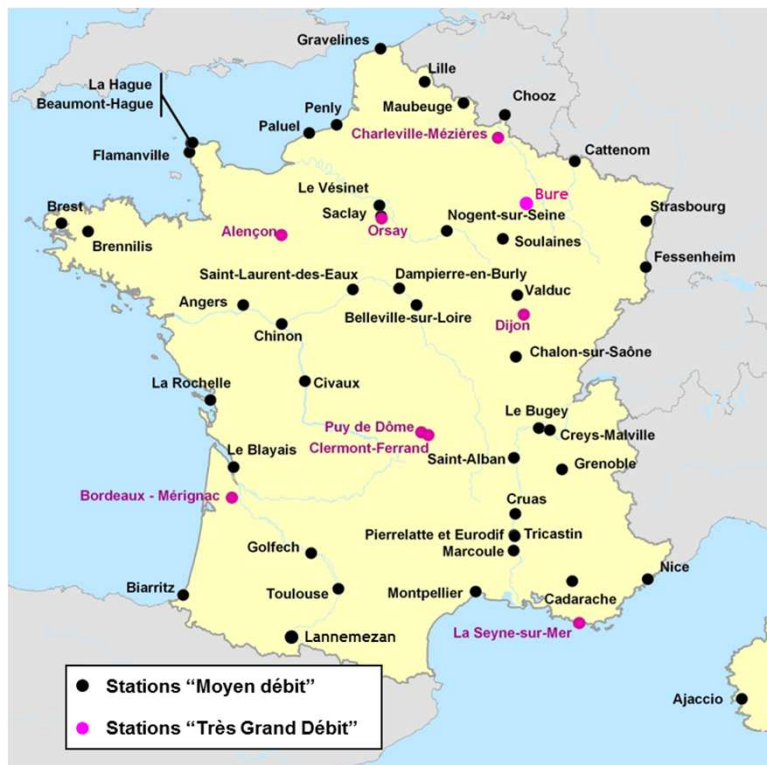 Gravelines
Lille
La Hague
Beaumont-Hague
Maubeuge
Chooz
Penly
Paluel
Charleville-Mézières
Flamanville
Cattenom
Le Vésinet
Bure
Brest
Saclay
Nogent-sur-Seine
Strasbourg
Alençon
Orsay
Brennilis
Soulaines
Fessenheim
Saint-Laurent-des-Eaux
Dampierre-en-Burly
Valduc
Angers
Belleville-sur-Loire
Dijon
Chinon
Chalon-sur-Saône
La Rochelle
Civaux
Le Bugey
Puy de Dôme
Creys-Malville
Clermont-Ferrand
Le Blayais
Saint-Alban
Grenoble
Bordeaux - Mérignac
Cruas
Pierrelatte et Eurodif
Tricastin
Golfech
Marcoule
Nice
Biarritz
Toulouse
Montpellier
Cadarache
Lannemezan
La Seyne-sur-Mer
Stations “Moyen débit”
Ajaccio
Stations “Très Grand Débit”